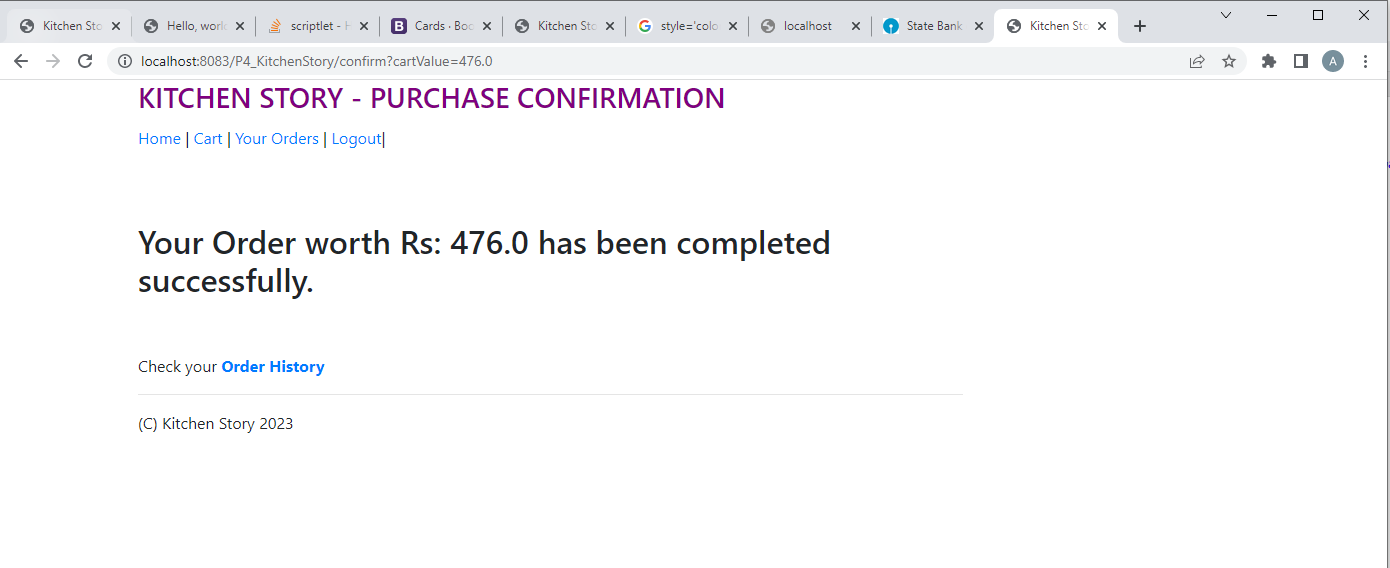 Kitchen Sto
Hello, worl
scriptlet - H
Cards · Boo
Kitchen Sto
style='colo
localhost
State Bank
Kitchen Sto
localhost:8083/P4_KitchenStory/confirm?cartValue=476.0
A
KITCHEN STORY - PURCHASE CONFIRMATION
Home | Cart | Your Orders | Logout|
Your Order worth Rs: 476.0 has been completed
successfully.
Check your Order History
(C) Kitchen Story 2023